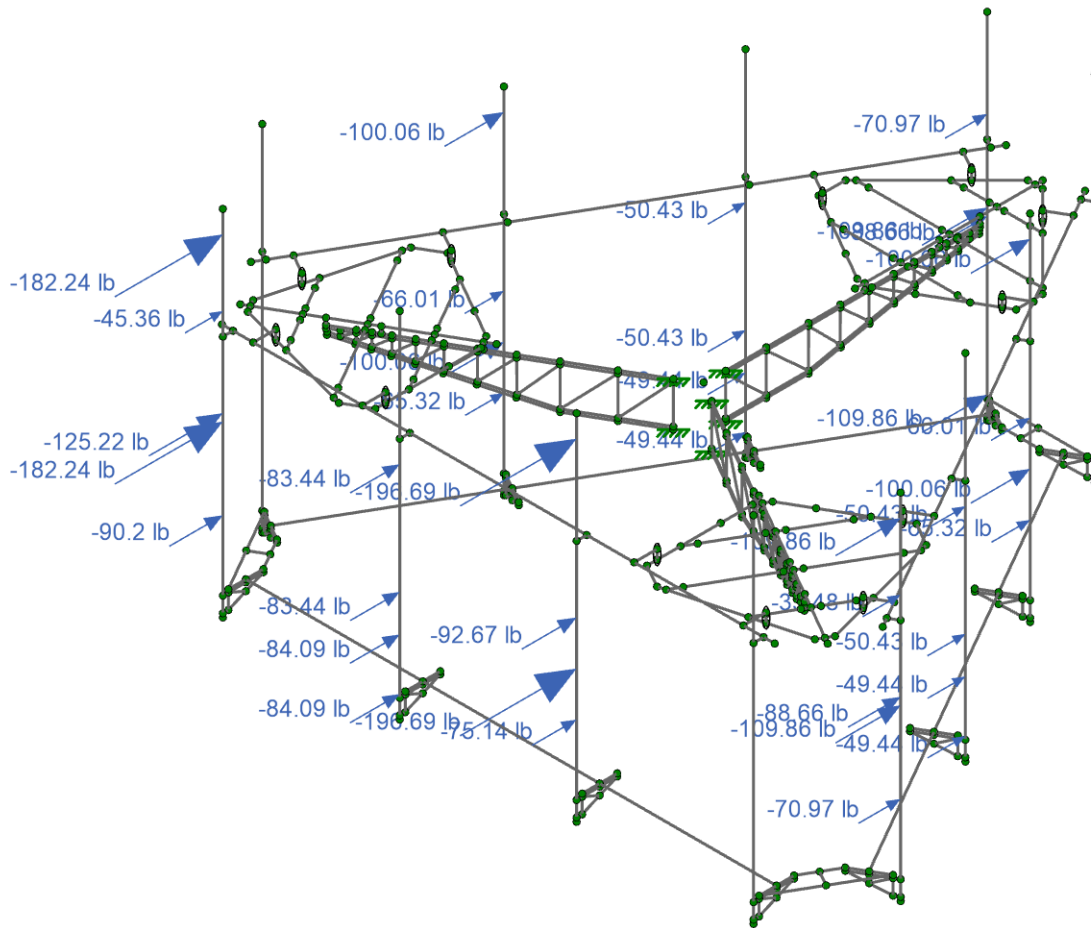 -100.06 lb
-70.97 lb
-50.43 lb
-182.24 lb
-66.01 lb
-45.36 lb
-50.43 lb
-49.44 lb
-109.86 lb
-125.22 lb
-182.24 lb
-49.44 lb
-83.44 lb
-196.69 lb
-100.06 lb
-90.2 lb
-83.44 lb
-92.67 lb
-50.43 lb
-84.09 lb
-49.44 lb
-84.09 lb
-196.69 lb
-88.66 lb
-75.14 lb
-109.86 lb
-49.44 lb
-70.97 lb